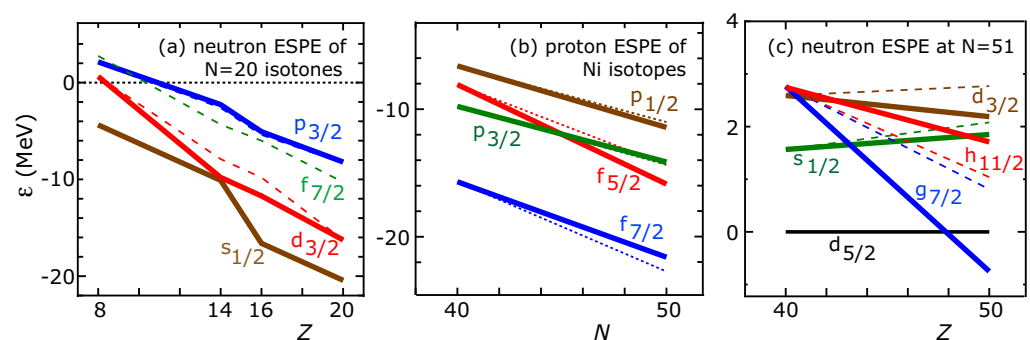 (a) neutron ESPE of
N=20 isotones
0
-10
-20
ε (MeV)
p3/2
f7/2
d3/2
s1/2
8
14
16
20
Z
(b) proton ESPE of
Ni isotopes
-10
-20
p1/2
p3/2
f5/2
f7/2
40
50
N
(c) neutron ESPE at N=51
4
2
0
d3/2
s1/2
h11/2
g7/2
d5/2
40
50
Z